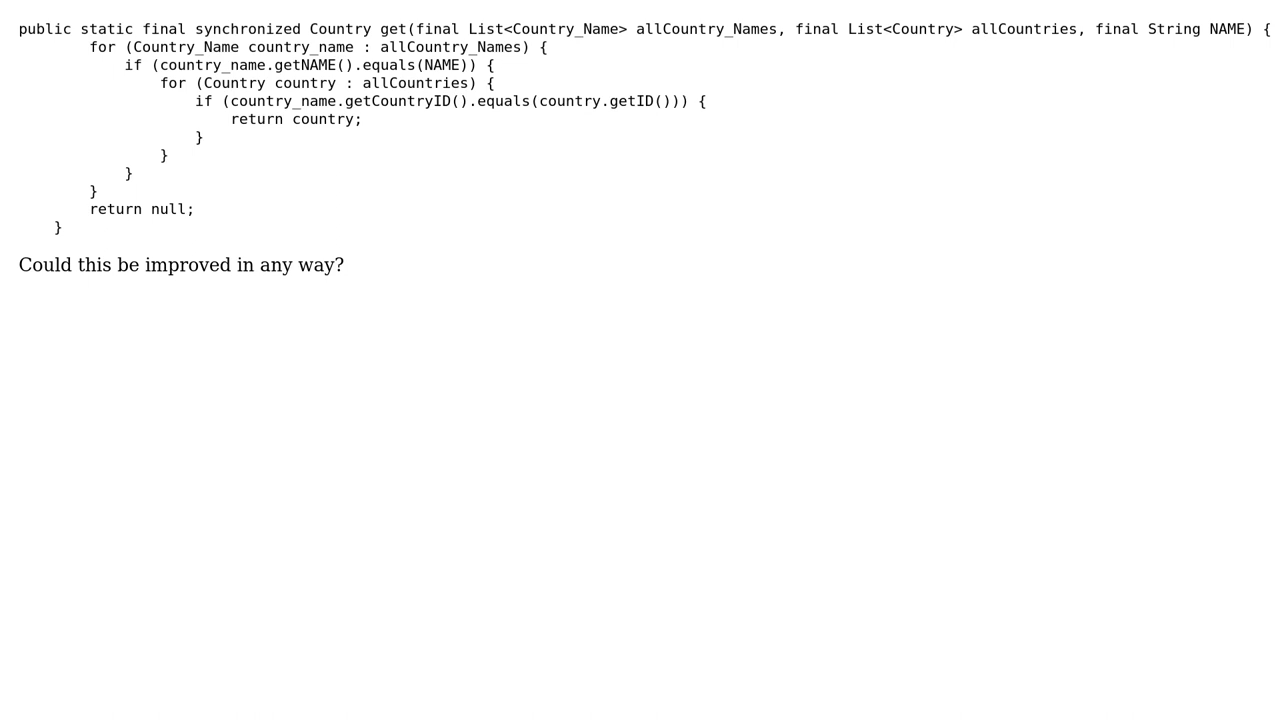 public static final synchronized Country get(final List<Country_Name> allCountry_Names, final List<Country> allCountries, final String NAME) {
        for (Country_Name country_name : allCountry_Names) {
            if (country_name.getNAME().equals(NAME)) {
                for (Country country : allCountries) {
                    if (country_name.getCountryID().equals(country.getID())) {
                        return country;
                    }
                }
            }
        }
        return null;
    }
Could this be improved in any way?